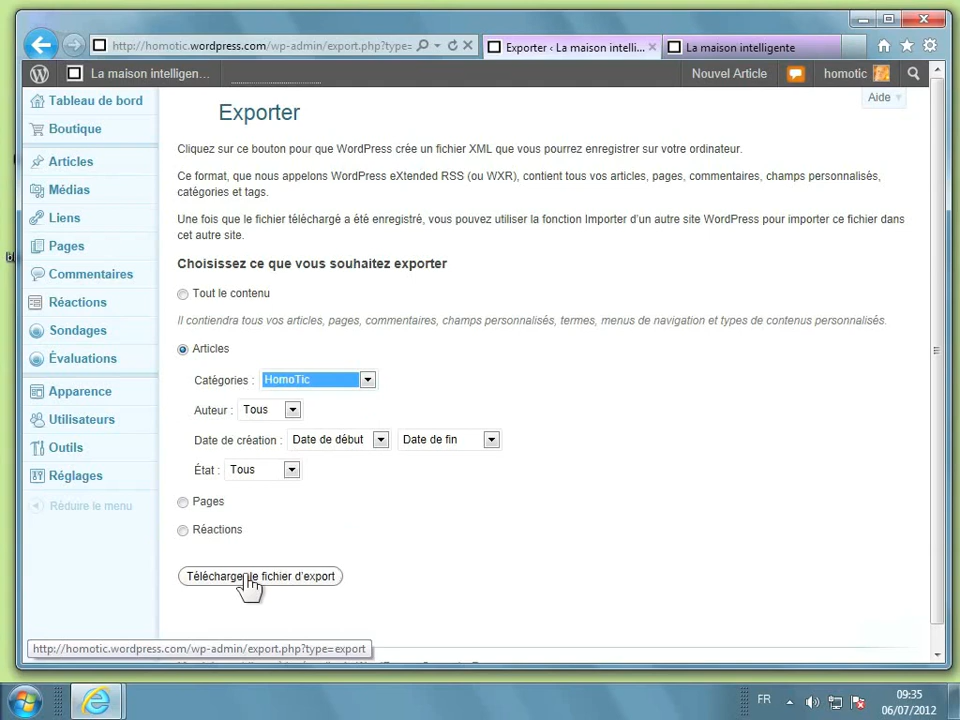 http://homotic.wordpress.com/wp-admin/export.php?type=
Exporter ‹ La maison intelli...
La maison intelligente
La maison intelligen...
Nouvel Article
homotic
Tableau de bord
Boutique
Articles
Médias
Liens
Pages
Commentaires
Réactions
Sondages
Évaluations
Apparence
Utilisateurs
Outils
Réglages
Réduire le menu
Aide
Exporter
Cliquez sur ce bouton pour que WordPress crée un fichier XML que vous pourrez enregistrer sur votre ordinateur.
Ce format, que nous appelons WordPress eXtended RSS (ou WXR), contient tous vos articles, pages, commentaires, champs personnalisés,
catégories et tags.
Une fois que le fichier téléchargé a été enregistré, vous pouvez utiliser la fonction Importer d'un autre site WordPress pour importer ce fichier dans
cet autre site.
Choisissez ce que vous souhaitez exporter
Tout le contenu
Il contiendra tous vos articles, pages, commentaires, champs personnalisés, termes, menus de navigation et types de contenus personnalisés.
Articles
Catégories : HomoTic
Auteur : Tous
Date de création : Date de début Date de fin
État : Tous
Pages
Réactions
Télécharge le fichier d'export
http://homotic.wordpress.com/wp-admin/export.php?type=export
FR
09:35
06/07/2012